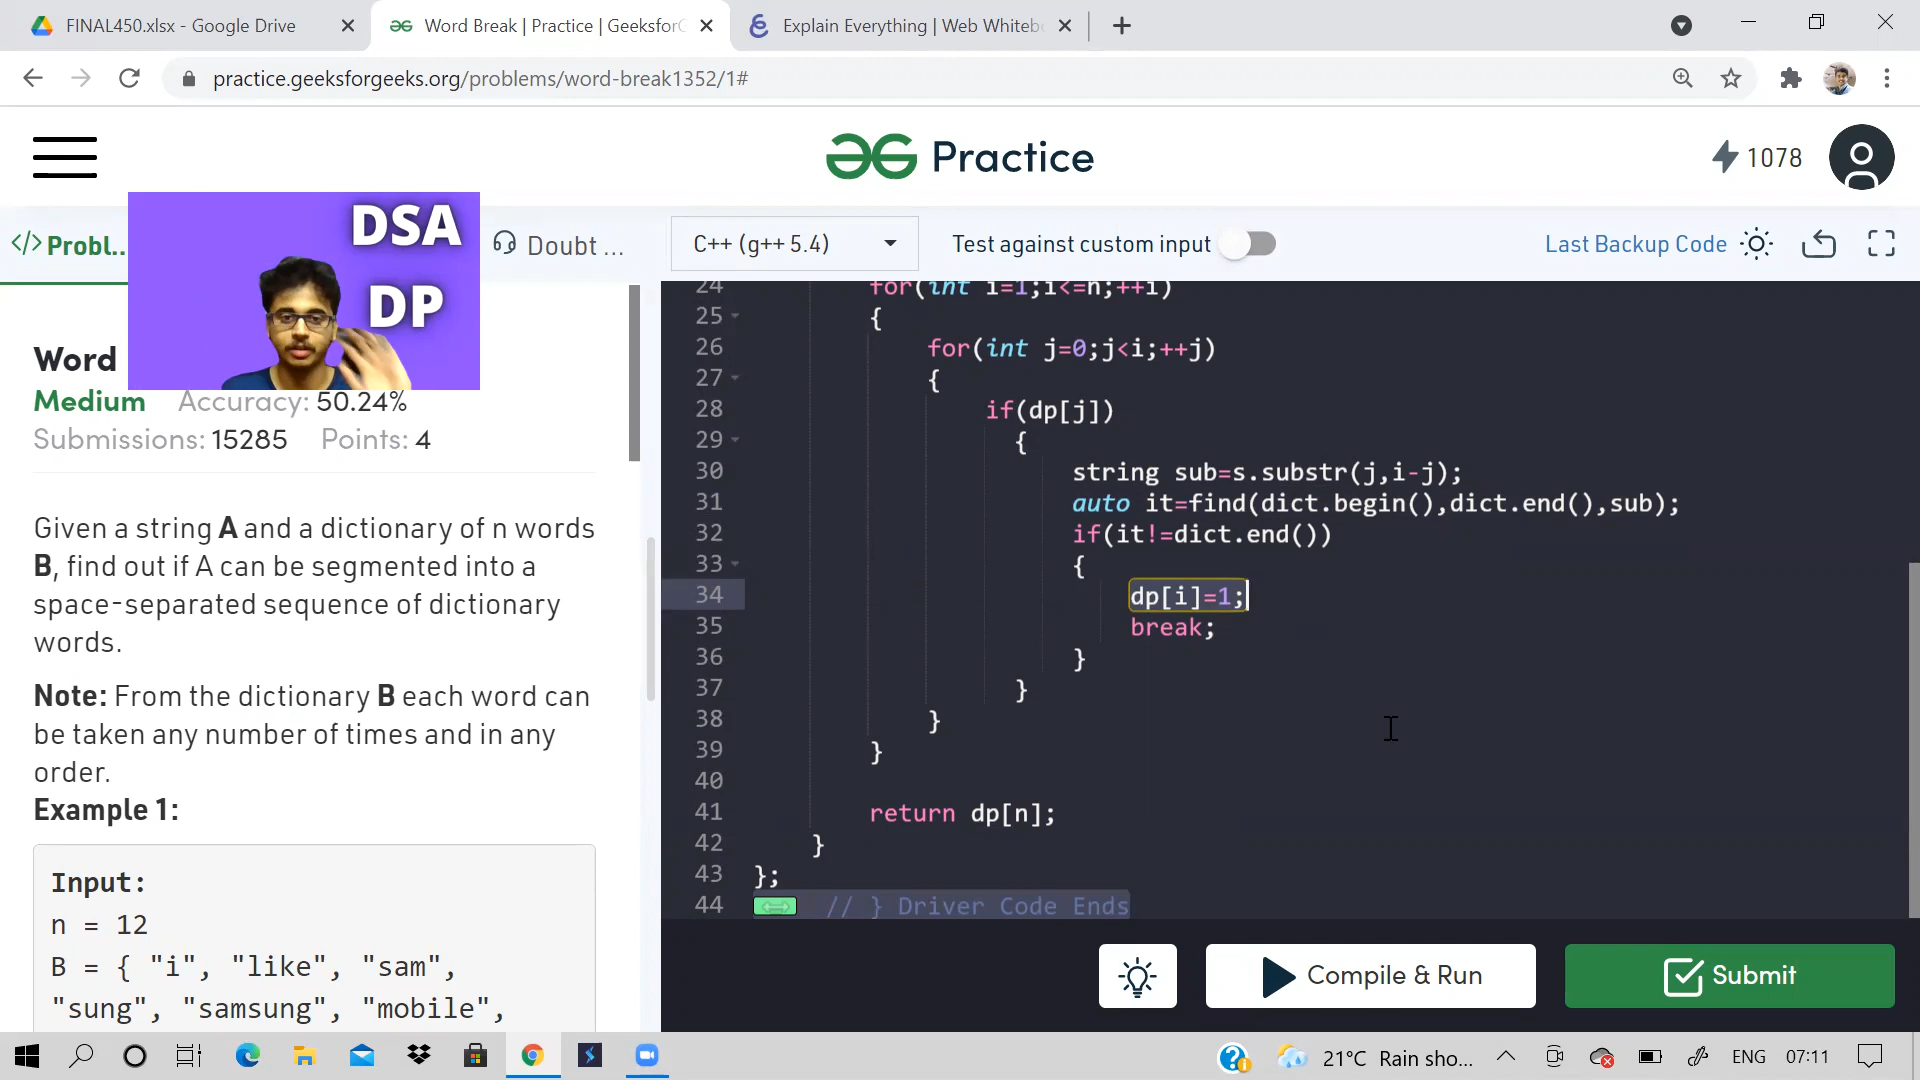 FINAL450.xlsx - Google Drive
Word Break | Practice | GeeksforG
Explain Everything | Web Whitebo
practice.geeksforgeeks.org/problems/word-break1352/1#
Practice
1078
</> Probl...
Doubt ...
DSA
DP
C++ (g++ 5.4)
Test against custom input
Last Backup Code
Word
Medium Accuracy: 50.24%
Submissions: 15285 Points: 4
Given a string A and a dictionary of n words
B, find out if A can be segmented into a
space-separated sequence of dictionary
words.
Note: From the dictionary B each word can
be taken any number of times and in any
order.
Example 1:
Input:
n = 12
B = { "i", "like", "sam",
"sung", "samsung", "mobile",
24 for(int i=1;i<=n;++i)
25 {
26 for(int j=0;j<i;++j)
27 {
28 if(dp[j])
29 {
30 string sub=s.substr(j,i-j);
31 auto it=find(dict.begin(),dict.end(),sub);
32 if(it!=dict.end())
33 {
34 dp[i]=1;
35 break;
36 }
37 }
38 }
39 }
40
41 return dp[n];
42 }
43 };
44 // } Driver Code Ends
Compile & Run
Submit
21°C Rain sho...
ENG
07:11